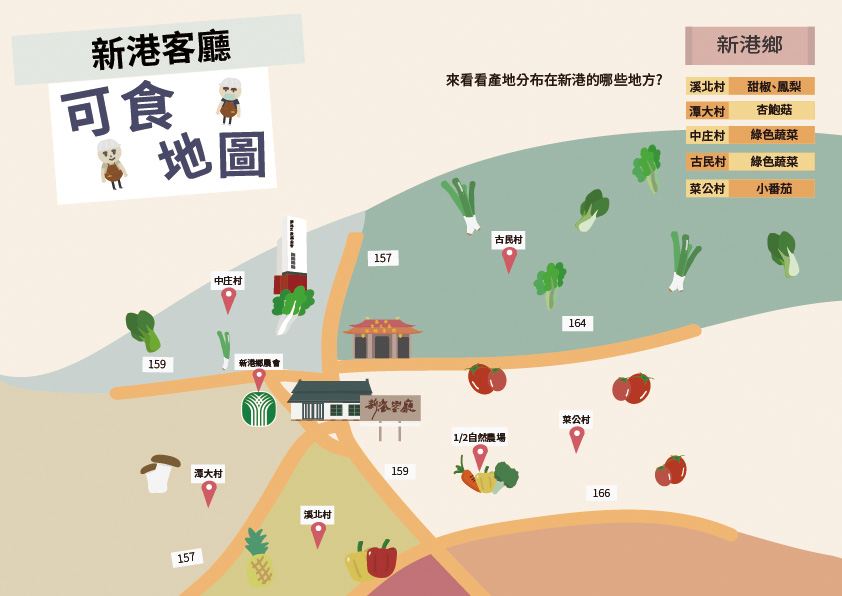 新港客廳
可食
地圖
來看看產地分布在新港的哪些地方?
新港鄉
溪北村 甜椒、鳳梨
潭大村 杏鮑菇
中庄村 綠色蔬菜
古民村 綠色蔬菜
菜公村 小番茄
古民村
157
中庄村
164
159
新港鄉農會
新港客廳
菜公村
1/2自然農場
159
潭大村
166
溪北村
157